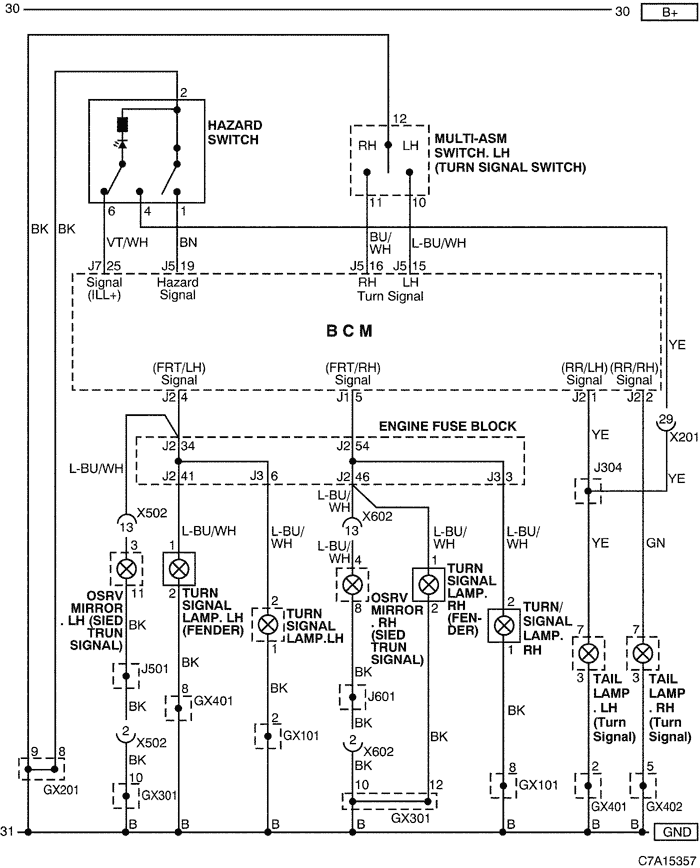 30
30
B+
2
HAZARD
SWITCH
12
RH
LH
MULTI-ASM
SWITCH. LH
(TURN SIGNAL SWITCH)
6
4
1
11
10
BK
BK
VT/WH
BN
BU/
WH
L-BU/WH
J7
25
J5
19
J5
16
J5
15
Signal
(ILL+)
Hazard
Signal
RH
LH
Turn Signal
BCM
YE
(FRT/LH)
Signal
(FRT/RH)
Signal
(RR/LH)
Signal
(RR/RH)
Signal
J2
4
J1
5
J2
1
J2
2
29
X201
ENGINE FUSE BLOCK
YE
J2
34
J2
54
L-BU/WH
J2
41
J3
6
J2
46
J3
3
J304
YE
X502
13
L-BU/WH
L-BU/
WH
L-BU/
WH
X602
13
L-BU/
WH
L-BU/
WH
L-BU/
WH
YE
GN
3
11
1
2
4
8
1
2
OSRV
MIRROR
. LH (SIED
TRUN
SIGNAL)
TURN
SIGNAL
LAMP. LH
(FENDER)
2
1
TURN
SIGNAL
LAMP.LH
OSRV
MIRROR
. RH
(SIED
TRUN
SIGNAL)
TURN
SIGNAL
LAMP.
RH
(FEN-
DER)
2
1
TURN/
SIGNAL
LAMP.
RH
7
3
7
3
BK
J501
BK
BK
BK
BK
J601
BK
BK
BK
TAIL
LAMP
. LH
(Turn
Signal)
TAIL
LAMP
. RH
(Turn
Signal)
8
GX401
2
X502
2
GX101
2
X602
9
8
GX201
BK
10
GX301
BK
10
12
GX301
8
GX101
2
GX401
5
GX402
31
B
B
B
B
B
B
B
GND
C7A15357